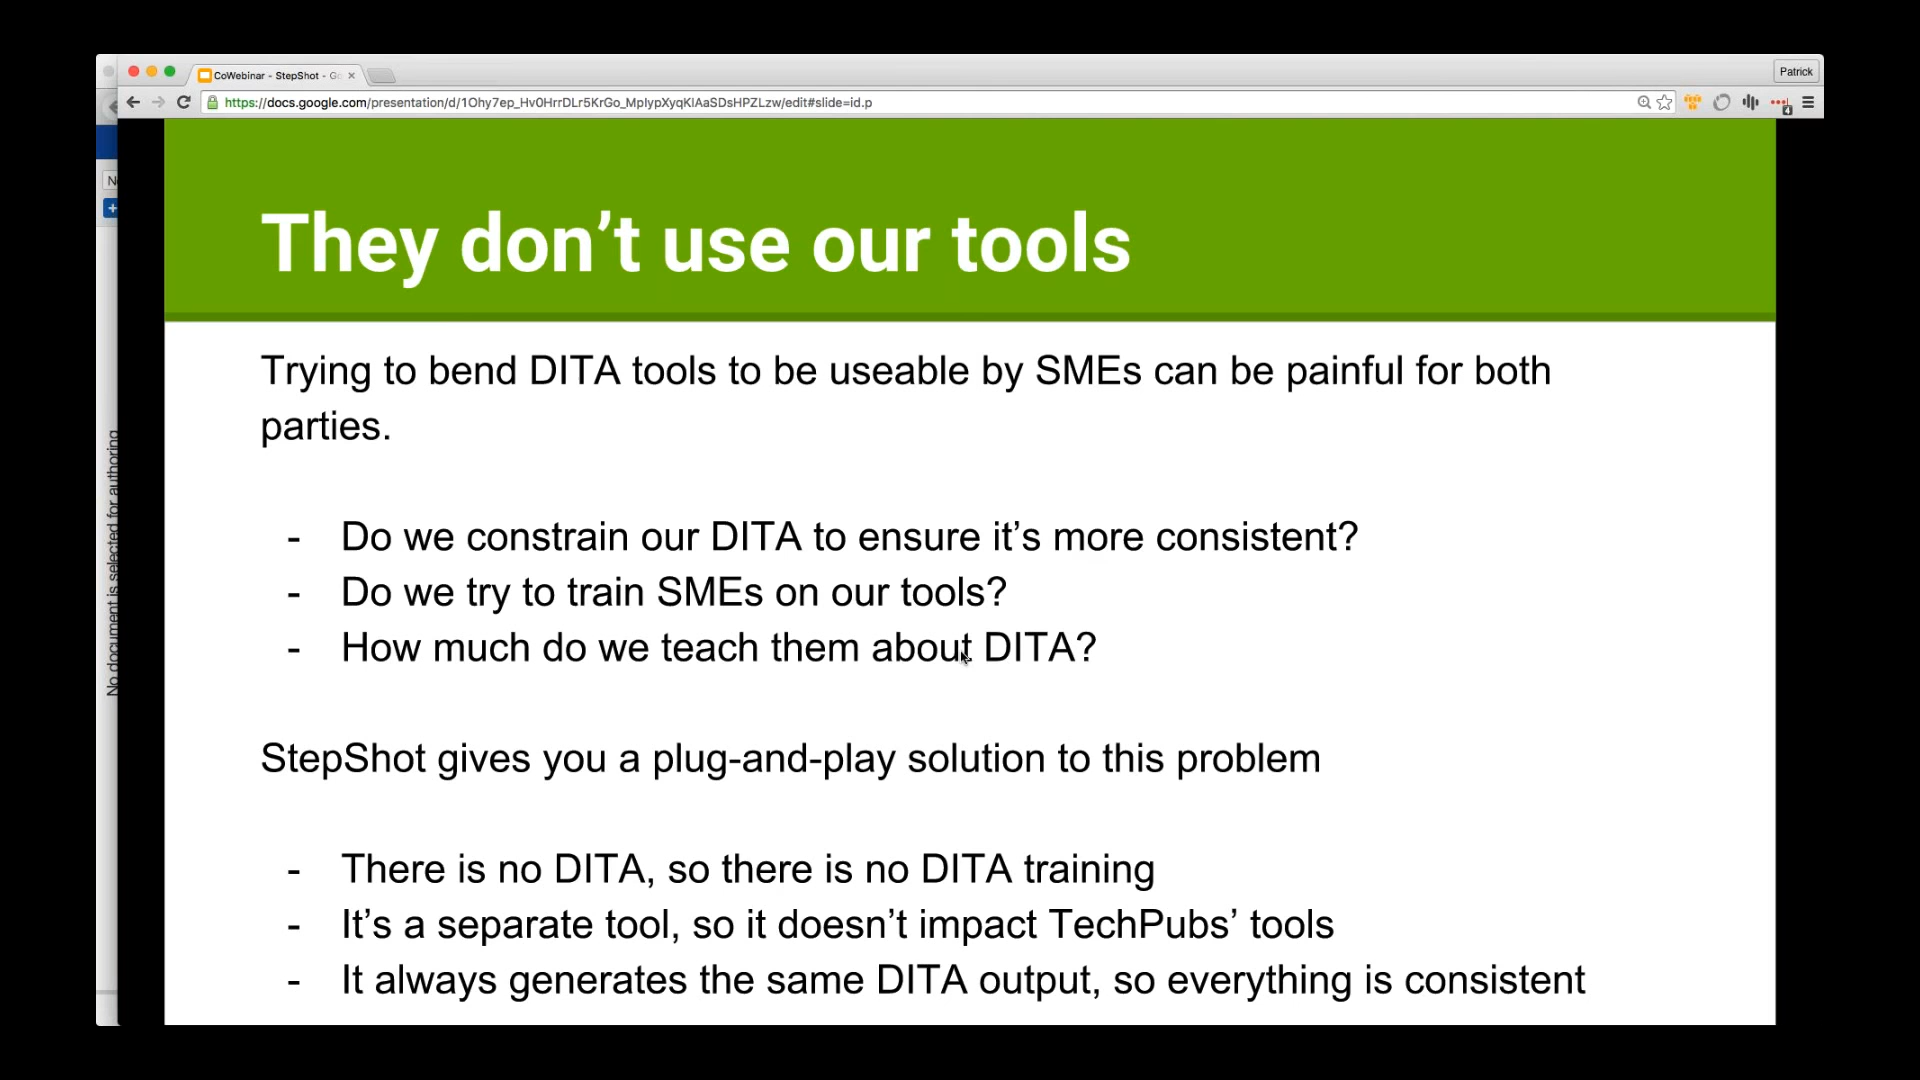 CoWebinar - StepShot - Go
Patrick
https://docs.google.com/presentation/d/1Ohy7ep_Hv0HrrDLr5KrGo_MpIypXyqKlAaSDsHPZLzw/edit#slide=id.p
4
They don’t use our tools
Trying to bend DITA tools to be useable by SMEs can be painful for both
parties.
- Do we constrain our DITA to ensure it’s more consistent?
- Do we try to train SMEs on our tools?
- How much do we teach them about DITA?
StepShot gives you a plug-and-play solution to this problem
- There is no DITA, so there is no DITA training
- It’s a separate tool, so it doesn’t impact TechPubs’ tools
- It always generates the same DITA output, so everything is consistent
No document is selected for authoring